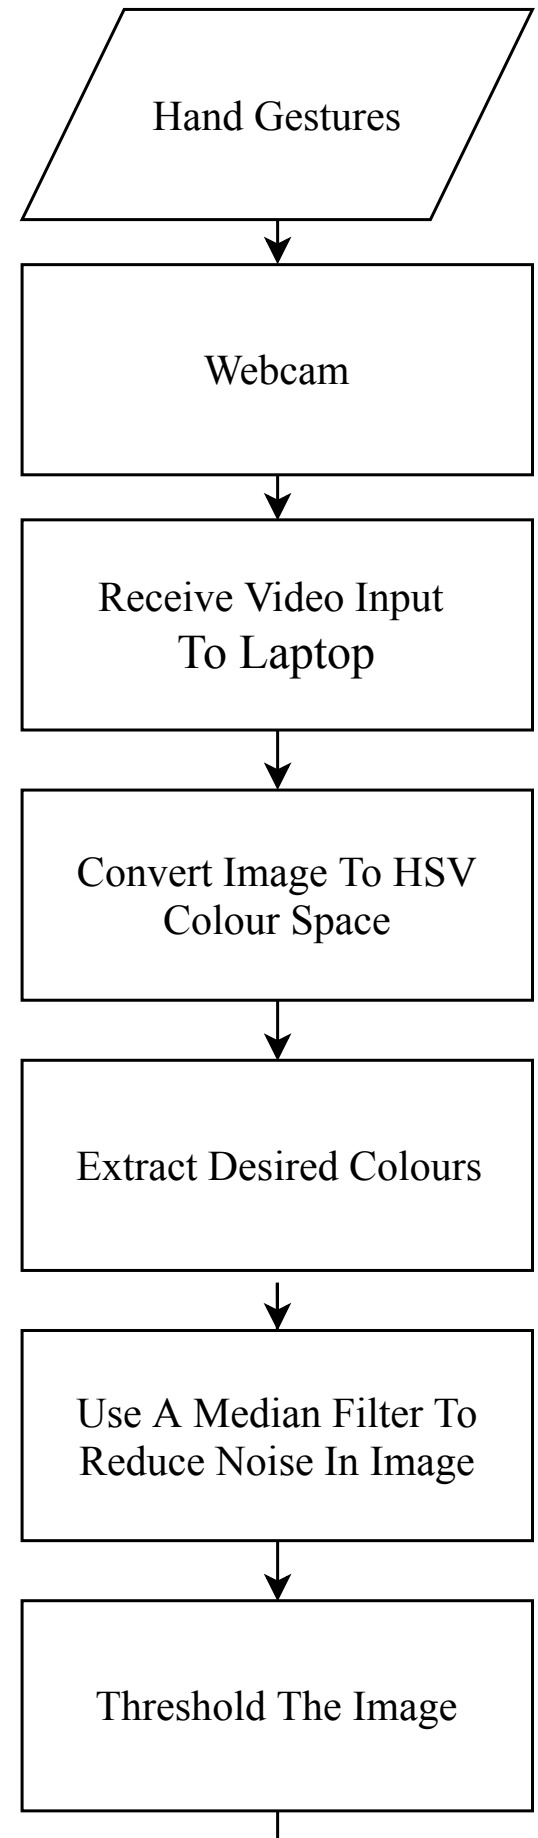 Hand Gestures
Webcam
Receive Video Input
To Laptop
Convert Image To HSV
Colour Space
Extract Desired Colours
Use A Median Filter To
Reduce Noise In Image
Threshold The Image